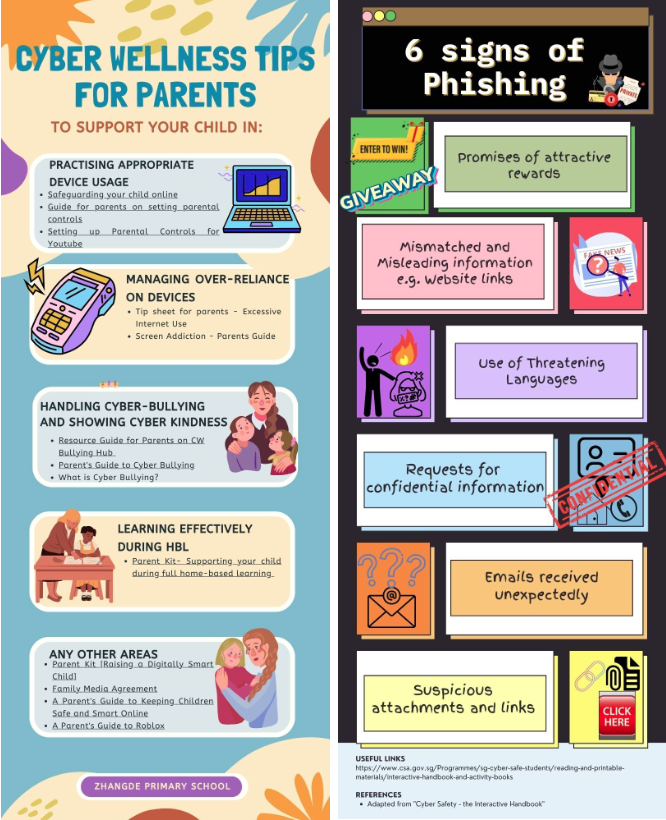 CYBER WELLNESS TIPS
FOR PARENTS
TO SUPPORT YOUR CHILD IN:
PRACTISING APPROPRIATE
DEVICE USAGE
• Safeguarding your child online
• Guide for parents on setting parental
controls
• Setting up Parental Controls for
Youtube
MANAGING OVER-RELIANCE
ON DEVICES
• Tip sheet for parents - Excessive
Internet Use
• Screen Addiction - Parents Guide
HANDLING CYBER-BULLYING
AND SHOWING CYBER KINDNESS
• Resource Guide for Parents on CW
Bullying Hub
• Parent's Guide to Cyber Bullying
• What is Cyber Bullying?
LEARNING EFFECTIVELY
DURING HBL
• Parent Kit- Supporting your child
during full home-based learning
ANY OTHER AREAS
• Parent Kit [Raising a Digitally Smart
Child]
• Family Media Agreement
• A Parent's Guide to Keeping Children
Safe and Smart Online
• A Parent's Guide to Roblox
ZHANGDE PRIMARY SCHOOL
6 signs of
Phishing
PRIVATE
ENTER TO WIN!
GIVEAWAY
Promises of attractive
rewards
Mismatched and
Misleading information
e.g. Website links
FAKE NEWS
Use of Threatening
Languages
Requests for
confidential information
CONFIDENTIAL
Emails received
unexpectedly
Suspicious
attachments and links
CLICK
HERE
USEFUL LINKS
https://www.csa.gov.sg/Programmes/sg-cyber-safe-students/reading-and-printable-
materials/interactive-handbook-and-activity-books
REFERENCES
• Adapted from "Cyber Safety - the Interactive Handbook"